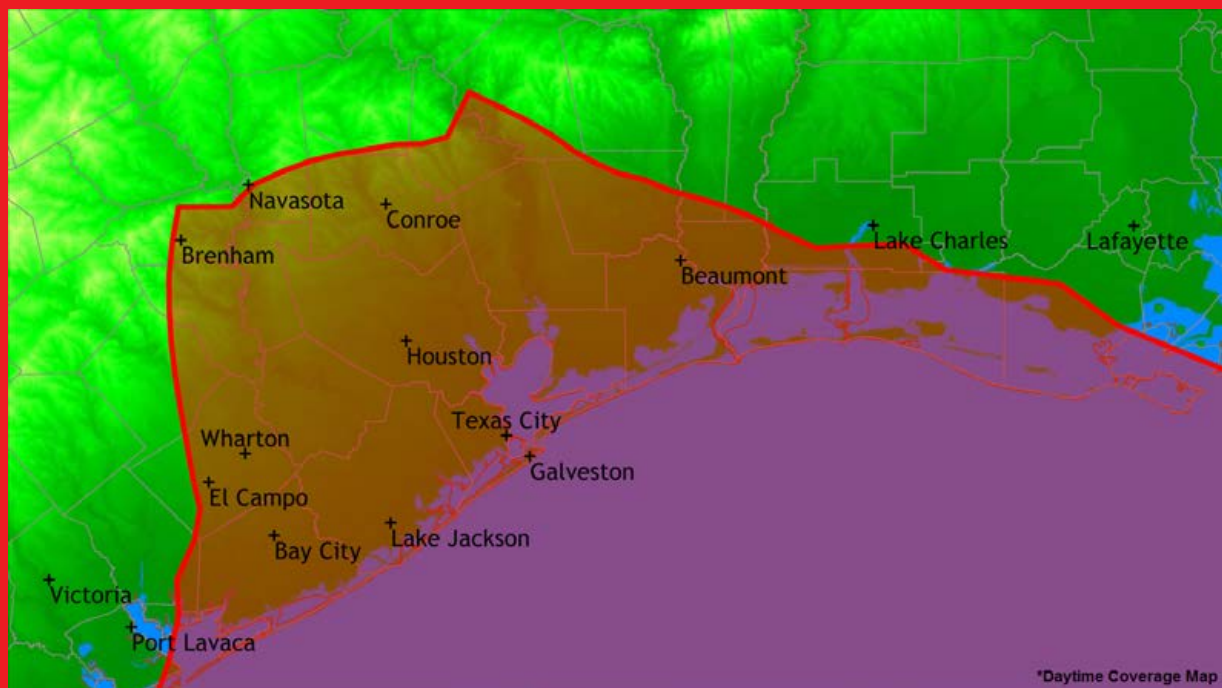 Navasota
Conroe
Lake Charles
Lafayette
Brenham
Beaumont
Houston
Texas City
Wharton
Galveston
El Campo
Lake Jackson
Bay City
Victoria
Port Lavaca
*Daytime Coverage Map